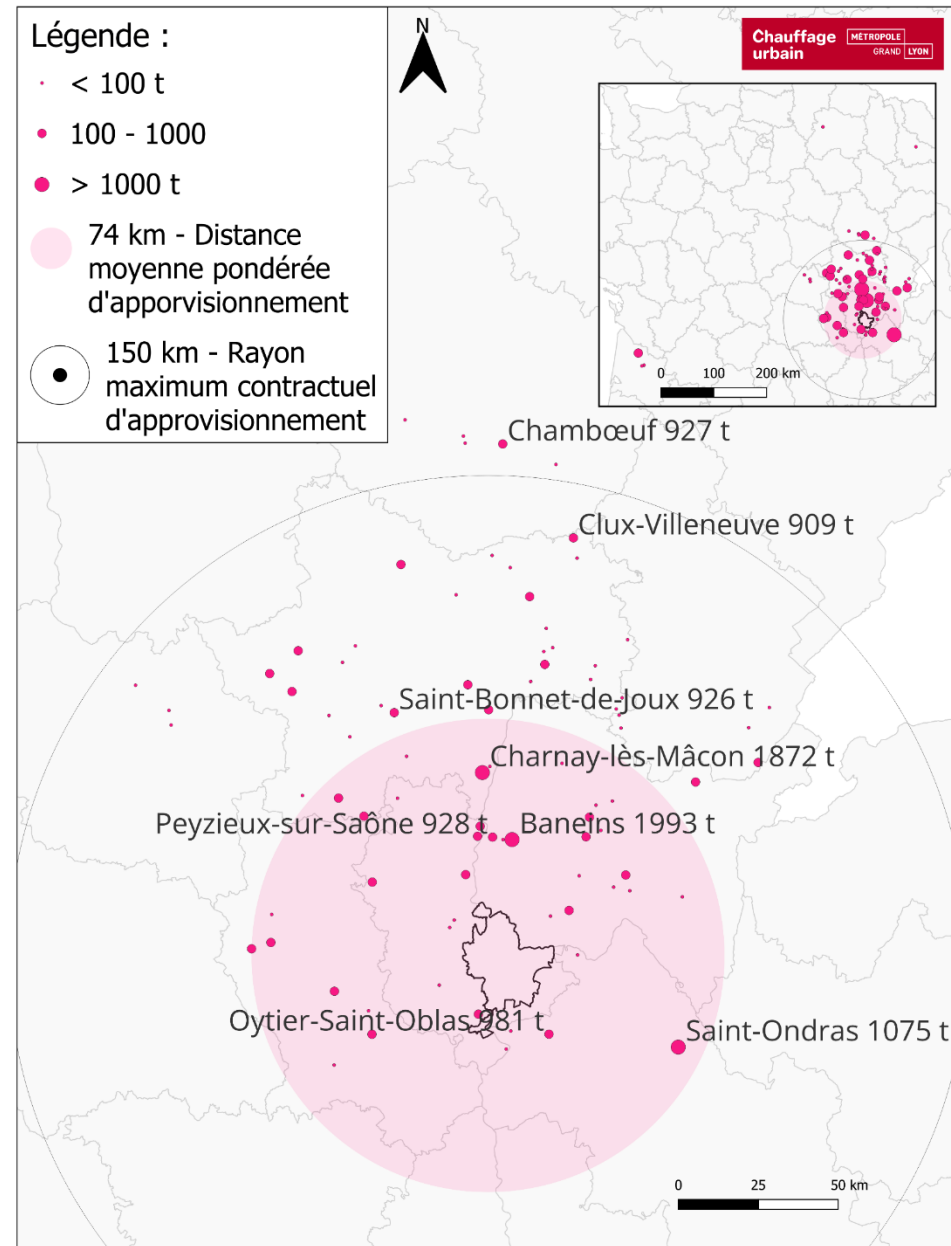 Légende :
< 100 t
100 - 1000
> 1000 t
74 km - Distance
moyenne pondérée
d'apporvisionnement
150 km - Rayon
maximum contractuel
d'approvisionnement
N
Chauffage
urbain
MÉTROPOLE
GRAND LYON
0 100 200 km
Chambœuf 927 t
Clux-Villeneuve 909 t
Saint-Bonnet-de-Joux 926 t
Charnay-lès-Mâcon 1872 t
Peyzieux-sur-Saône 928 t
Baneins 1993 t
Oytier-Saint-Oblas 981 t
Saint-Ondras 1075 t
0 25 50 km